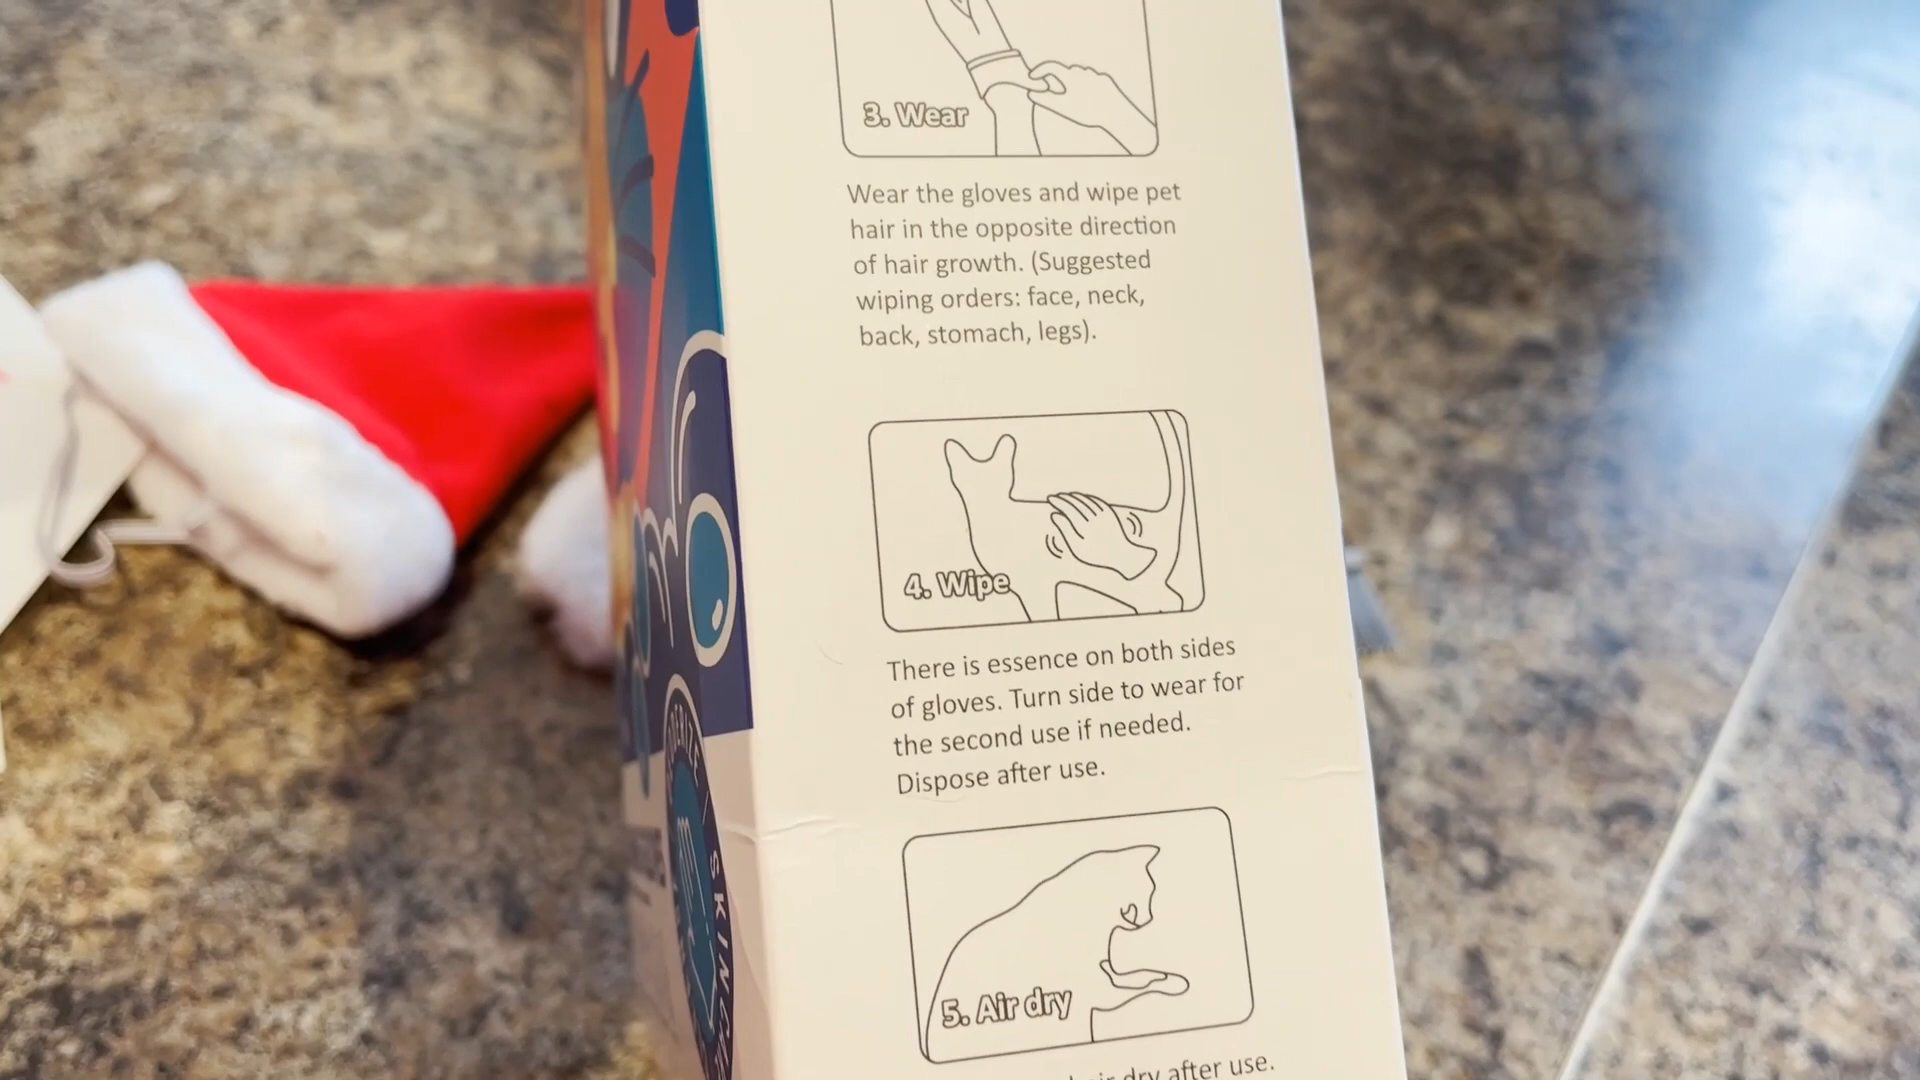 3. Wear
Wear the gloves and wipe pet
hair in the opposite direction
of hair growth. (Suggested
wiping orders: face, neck,
back, stomach, legs).
4. Wipe
There is essence on both sides
of gloves. Turn side to wear for
the second use if needed.
Dispose after use.
5. Air dry
dry after use.